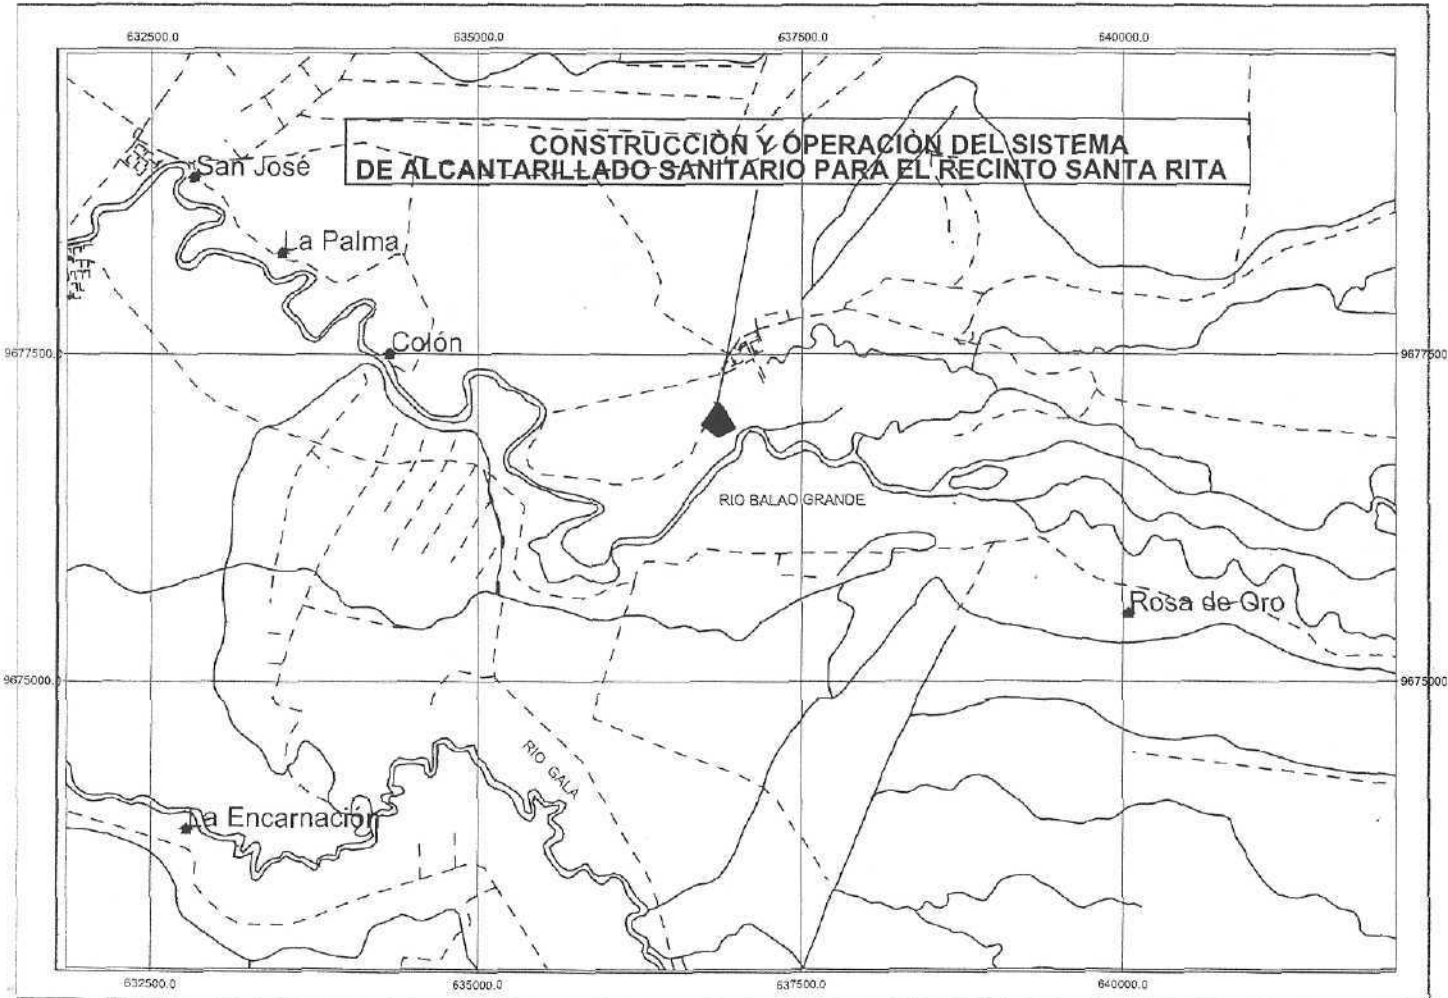 632500.0 635000.0 637500.0 640000.0
CONSTRUCCIÓN Y OPERACIÓN DEL SISTEMA
DE ALCANTARILLADO SANITARIO PARA EL RECINTO SANTA RITA
San José
La Palma
Colón
9677500. 9677500
RIO BALAO GRANDE
Rosa de Oro
9675000. 9675000
RIO GALA
La Encarnación
632500.0 635000.0 637500.0 640000.0